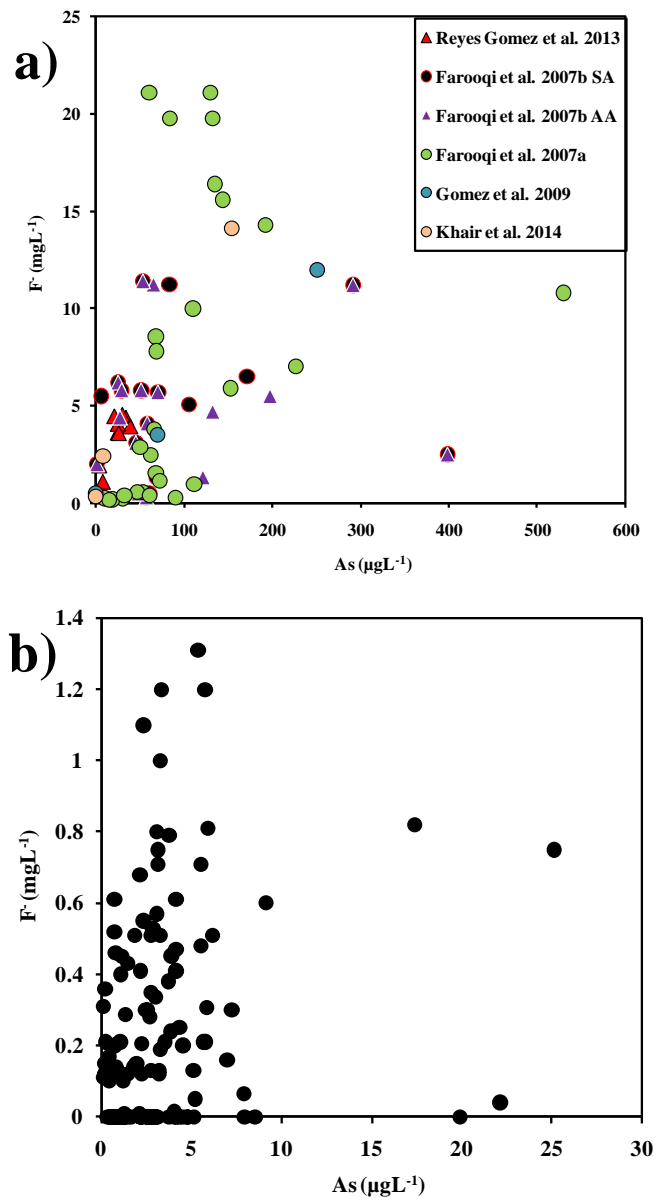 a)
25
20
15
10
5
0
F⁻ (mgL⁻¹)
0 100 200 300 400 500 600
As (µgL⁻¹)
Reyes Gomez et al. 2013
Farooqi et al. 2007b SA
Farooqi et al. 2007b AA
Farooqi et al. 2007a
Gomez et al. 2009
Khair et al. 2014
b)
1.4
1.2
1
0.8
0.6
0.4
0.2
0
F⁻ (mgL⁻¹)
0 5 10 15 20 25 30
As (µgL⁻¹)